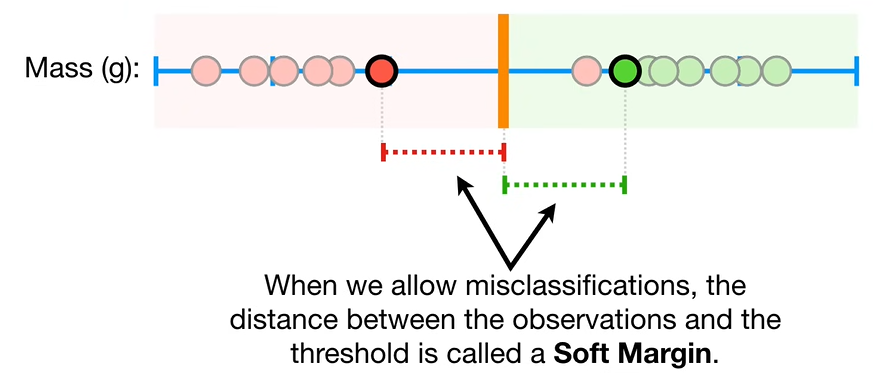 Mass (g):
When we allow misclassifications, the
distance between the observations and the
threshold is called a Soft Margin.